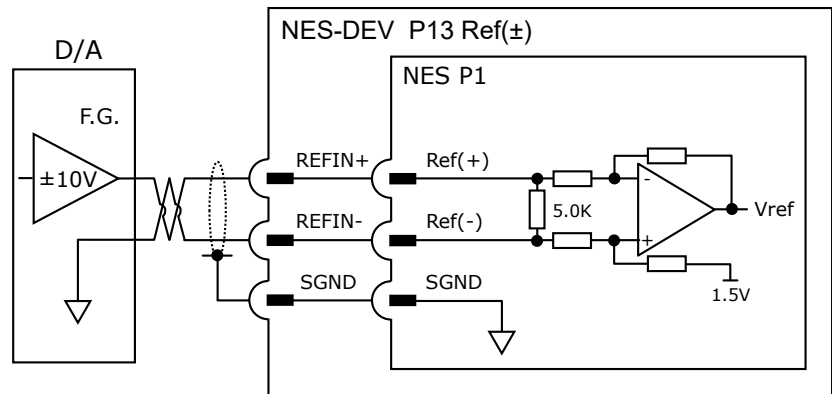 NES-DEV P13 Ref(±)
D/A
NES P1
F.G.
±10V
REFIN+
Ref(+)
-
5.0K
Vref
REFIN-
Ref(-)
+
1.5V
SGND
SGND